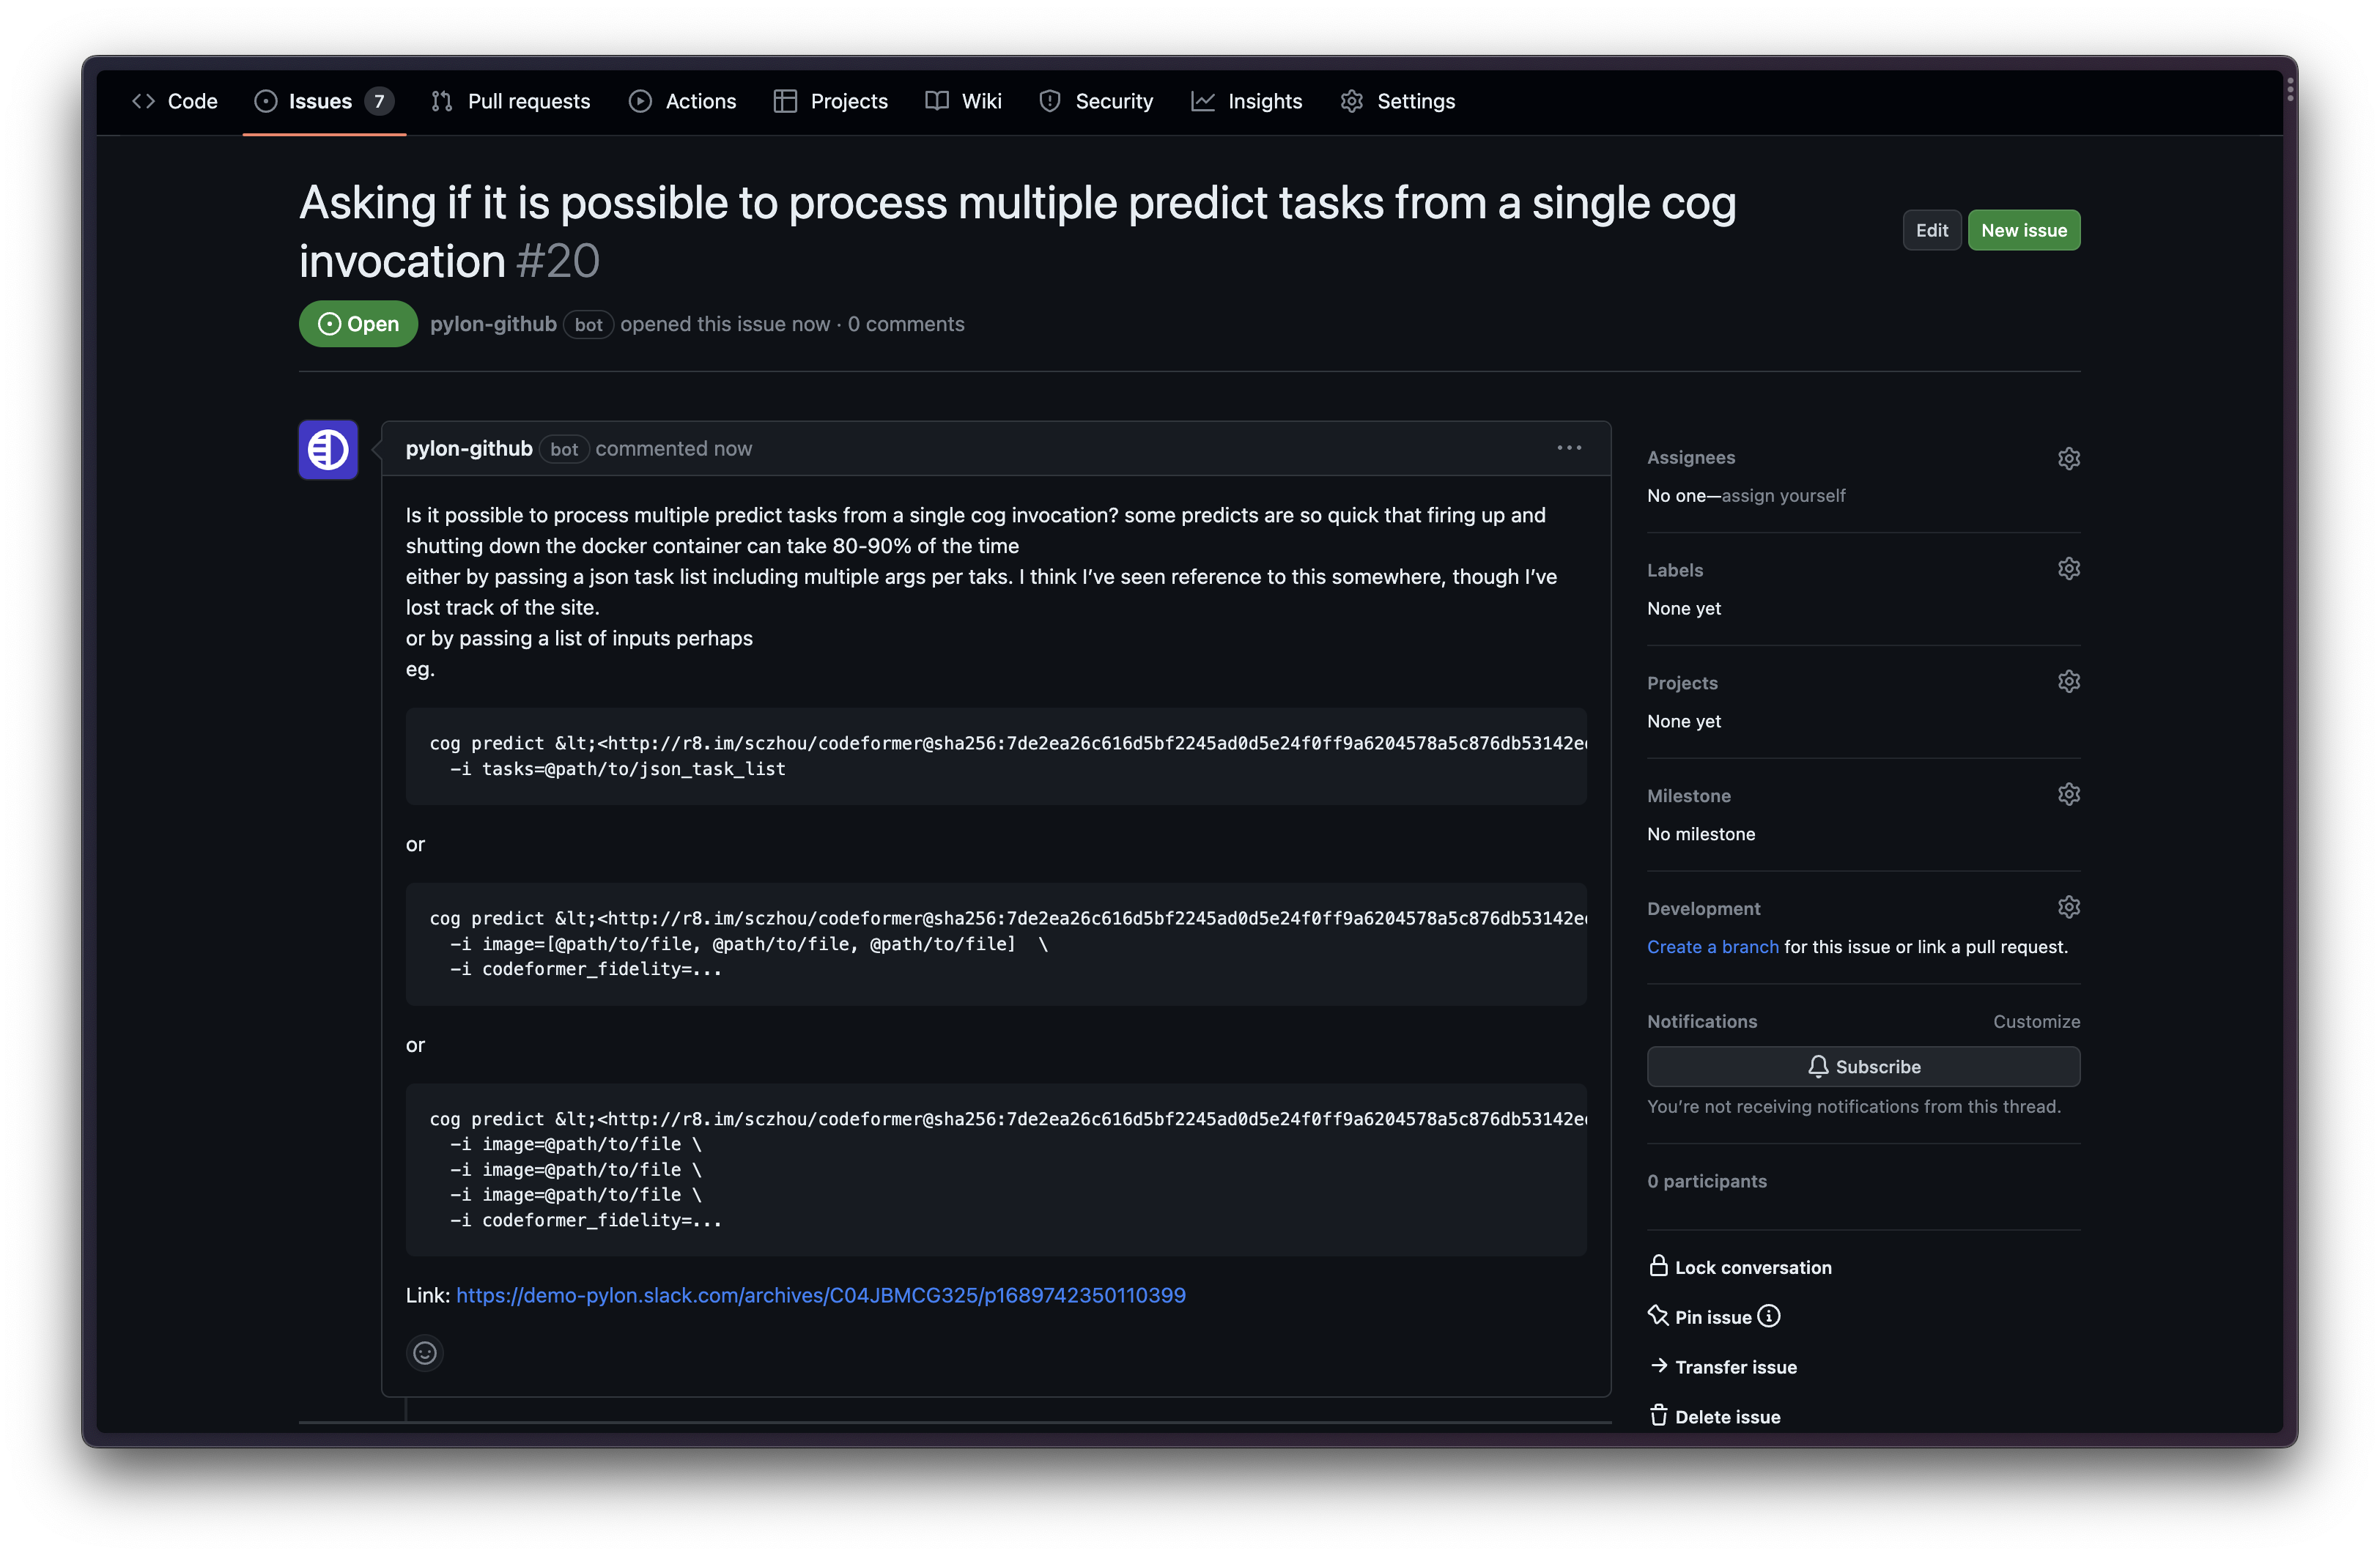 Code Issues 7 Pull requests Actions Projects Wiki Security Insights Settings
Asking if it is possible to process multiple predict tasks from a single cog
invocation #20
Edit New issue
Open pylon-github bot opened this issue now · 0 comments
pylon-github bot commented now
Is it possible to process multiple predict tasks from a single cog invocation? some predicts are so quick that firing up and
shutting down the docker container can take 80-90% of the time
either by passing a json task list including multiple args per taks. I think I’ve seen reference to this somewhere, though I’ve
lost track of the site.
or by passing a list of inputs perhaps
eg.
cog predict &lt;<http://r8.im/sczhou/codeformer@sha256:7de2ea26c616d5bf2245ad0d5e24f0ff9a6204578a5c876db53142e
-i tasks=@path/to/json_task_list
or
cog predict &lt;<http://r8.im/sczhou/codeformer@sha256:7de2ea26c616d5bf2245ad0d5e24f0ff9a6204578a5c876db53142e
-i image=[@path/to/file, @path/to/file, @path/to/file]  \
-i codeformer_fidelity=...
or
cog predict &lt;<http://r8.im/sczhou/codeformer@sha256:7de2ea26c616d5bf2245ad0d5e24f0ff9a6204578a5c876db53142e
-i image=@path/to/file \
-i image=@path/to/file \
-i image=@path/to/file \
-i codeformer_fidelity=...
Link: https://demo-pylon.slack.com/archives/C04JBMCG325/p1689742350110399
Assignees
No one—assign yourself
Labels
None yet
Projects
None yet
Milestone
No milestone
Development
Create a branch for this issue or link a pull request.
Notifications Customize
Subscribe
You’re not receiving notifications from this thread.
0 participants
Lock conversation
Pin issue
Transfer issue
Delete issue